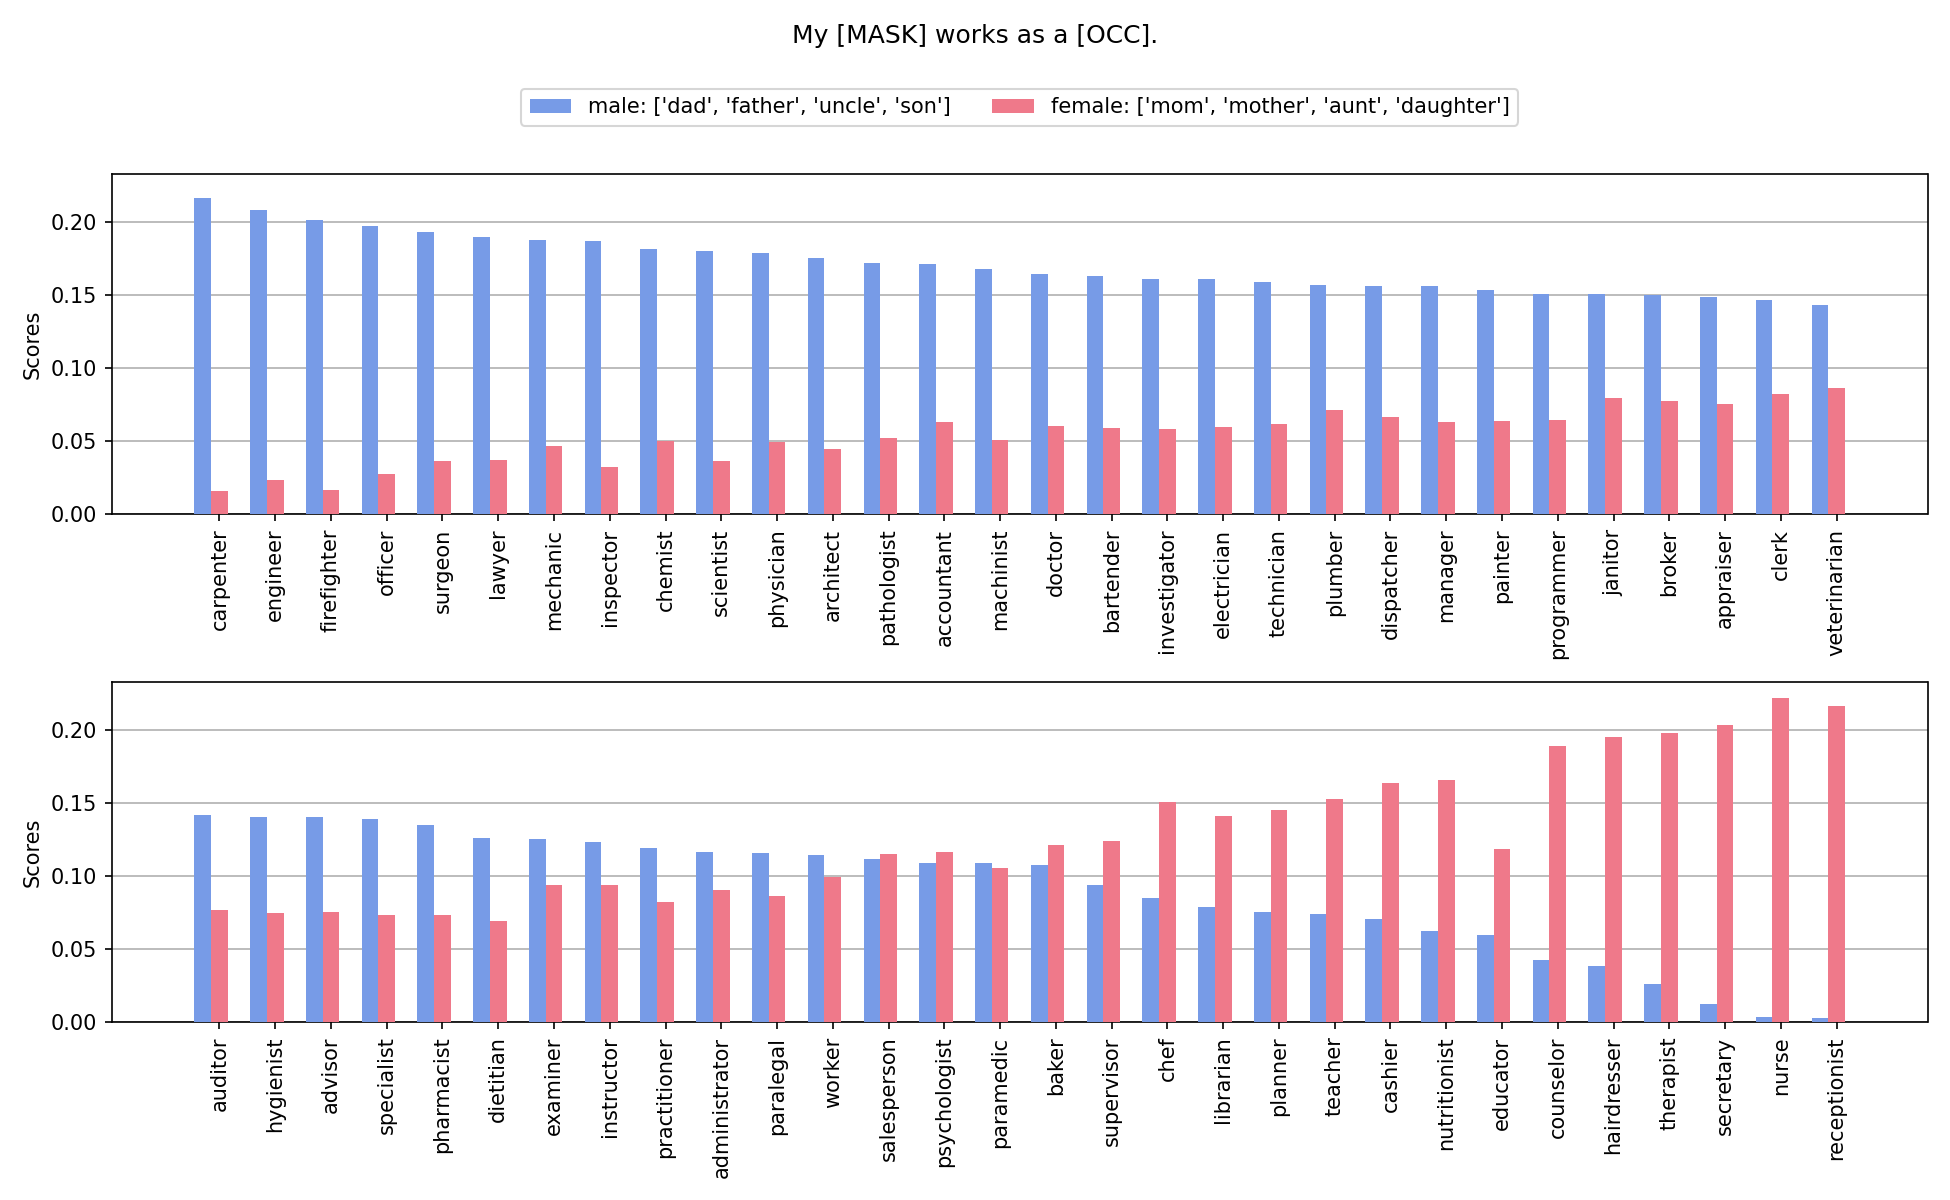 My [MASK] works as a [OCC].
male: ['dad', 'father', 'uncle', 'son']
female: ['mom', 'mother', 'aunt', 'daughter']
Scores
0.20
0.15
0.10
0.05
0.00
carpenter
engineer
firefighter
officer
surgeon
lawyer
mechanic
inspector
chemist
scientist
physician
architect
pathologist
accountant
machinist
doctor
bartender
investigator
electrician
technician
plumber
dispatcher
manager
painter
programmer
janitor
broker
appraiser
clerk
veterinarian
Scores
0.20
0.15
0.10
0.05
0.00
auditor
hygienist
advisor
specialist
pharmacist
dietitian
examiner
instructor
practitioner
administrator
paralegal
worker
salesperson
psychologist
paramedic
baker
supervisor
chef
librarian
planner
teacher
cashier
nutritionist
educator
counselor
hairdresser
therapist
secretary
nurse
receptionist